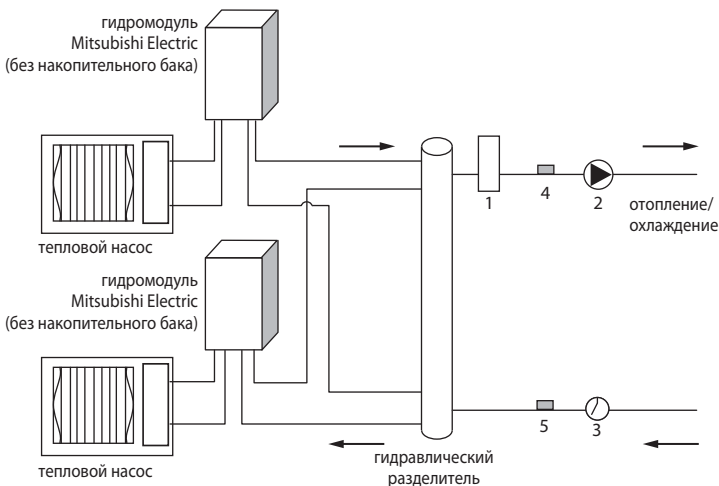 гидромодуль
Mitsubishi Electric
(без накопительного бака)
тепловой насос
гидромодуль
Mitsubishi Electric
(без накопительного бака)
тепловой насос
1
4
2
отопление/
охлаждение
5
3
гидравлический
разделитель